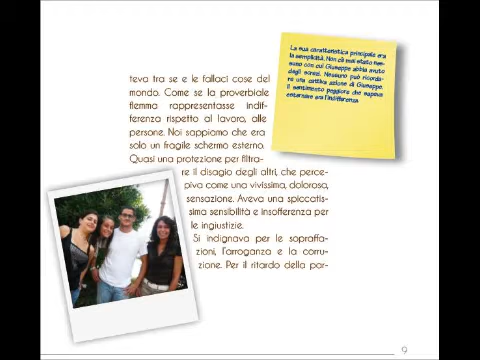 teva tra se e le fallaci cose del
mondo. Come se la proverbiale
flemma rappresentasse indif-
ferenza rispetto al lavoro, alle
persone. Noi sappiamo che era
solo un fragile schermo esterno.
Quasi una protezione per filtra-
re il disagio degli altri, che perce-
piva come una vivissima, dolorosa,
sensazione. Aveva una spiccatis-
sima sensibilità e insofferenza per
le ingiustizie.
Si indignava per le sopraffa-
zioni, l'arroganza e la corru-
zione. Per il ritardo della par-
La sua caratteristica principale era
la semplicità. Non c'è mai stato nes-
suno con cui Giuseppe abbia avuto
degli screzi. Nessuno può ricorda-
re una cattiva azione di Giuseppe.
Il sentimento peggiore che sapeva
esternare era l'indifferenza.
9